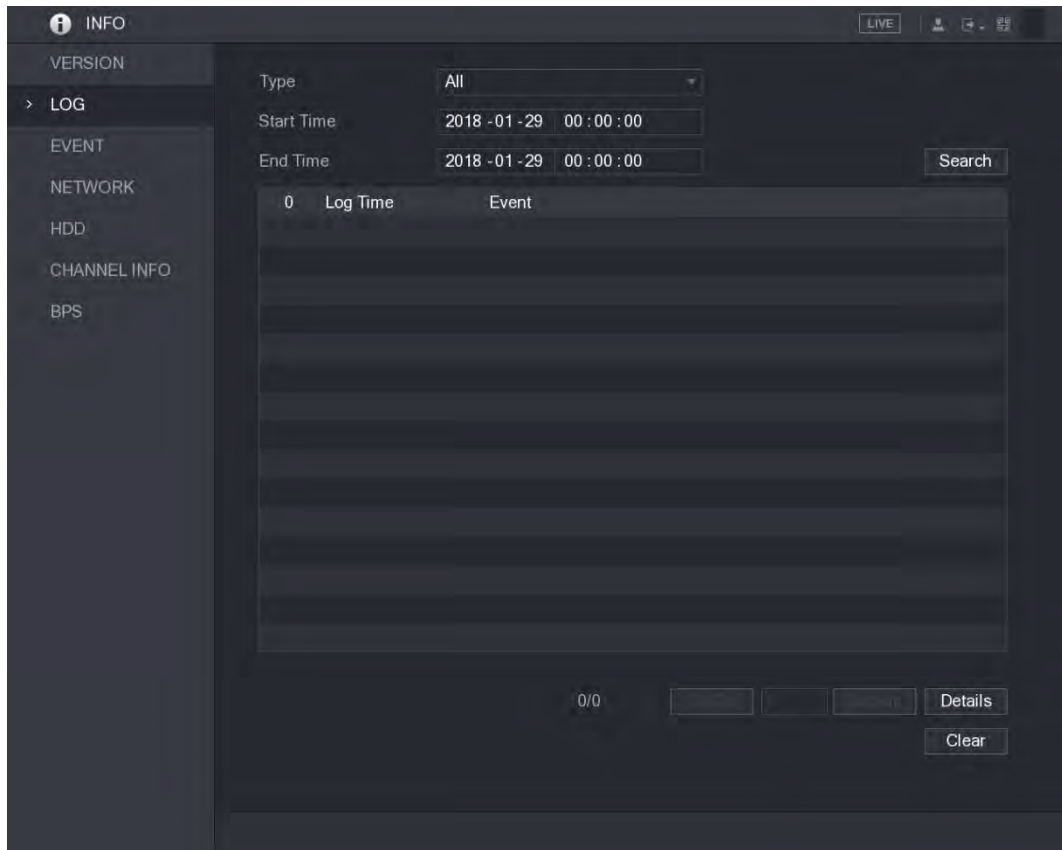 INFO LIVE
VERSION
LOG
EVENT
NETWORK
HDD
CHANNEL INFO
BPS
Type All
Start Time 2018 -01 -29 00 : 00 : 00
End Time 2018 -01 -29 00 : 00 : 00 Search
0 Log Time Event
0/0 Details
Clear